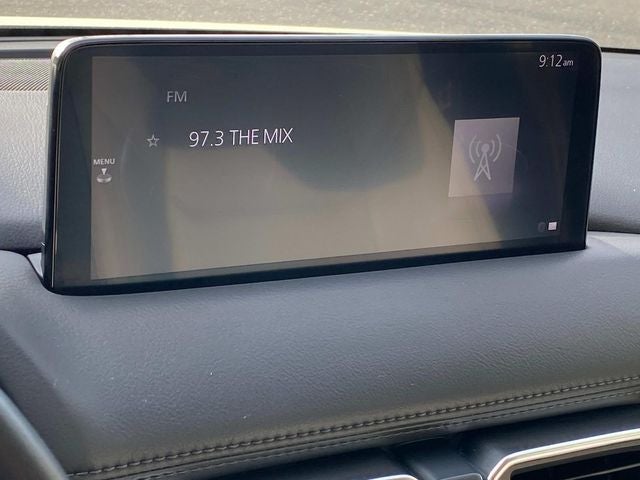 9:12am
FM
97.3 THE MIX
MENU